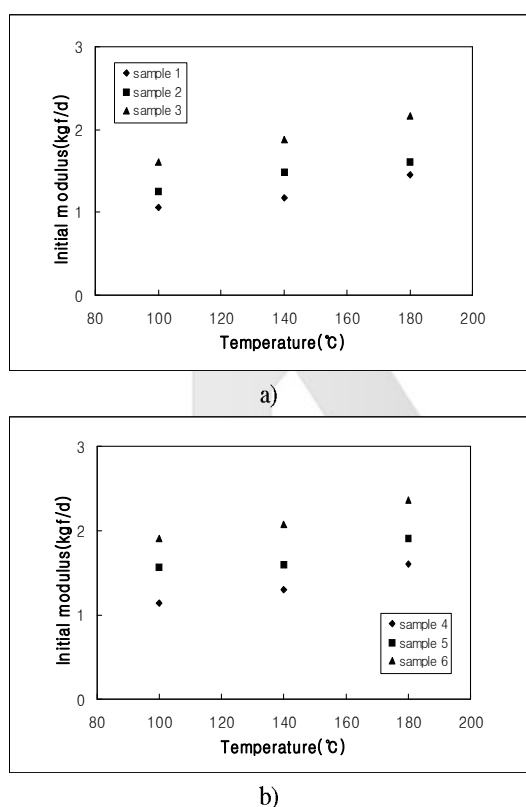 3
sample 1
sample 2
sample 3
2
1
0
80 100 120 140 160 180 200
Initial modulus(kgf/d)
Temperature(℃)
a)
3
2
1
sample 4
sample 5
sample 6
0
80 100 120 140 160 180 200
Initial modulus(kgf/d)
Temperature(℃)
b)